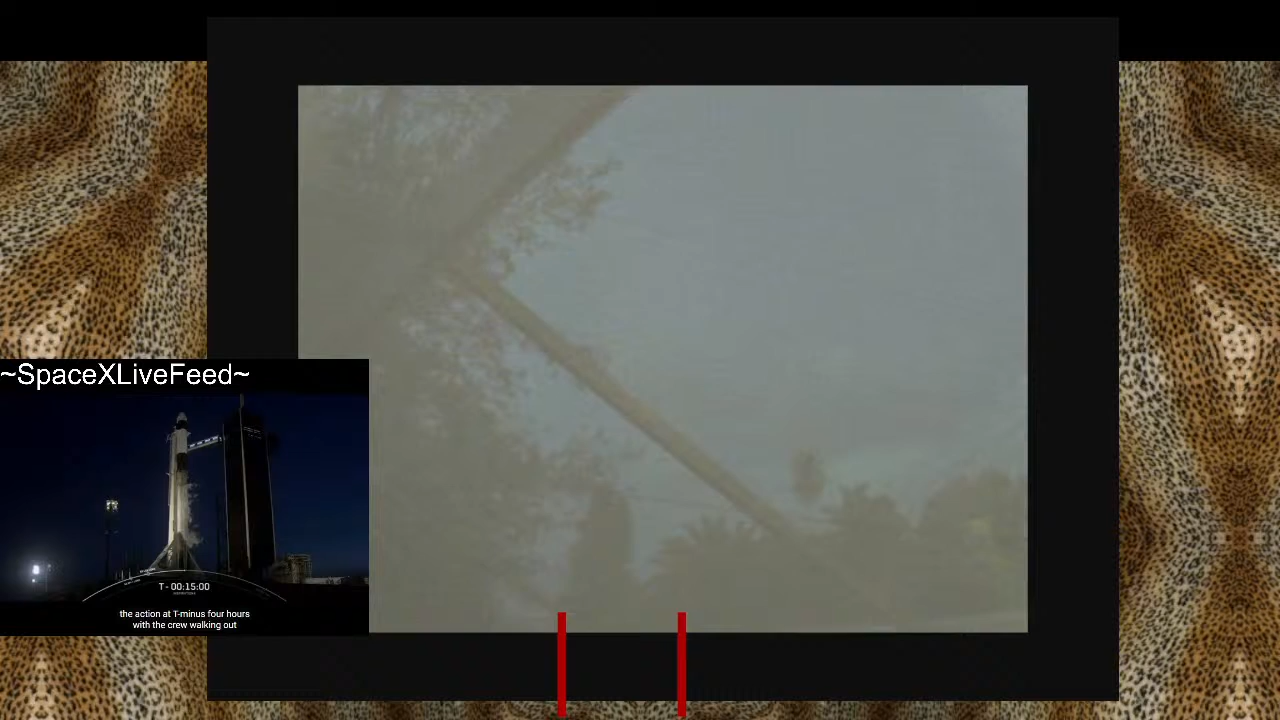 ~SpaceXLiveFeed~
T - 00:15:00
the action at T-minus four hours
with the crew walking out